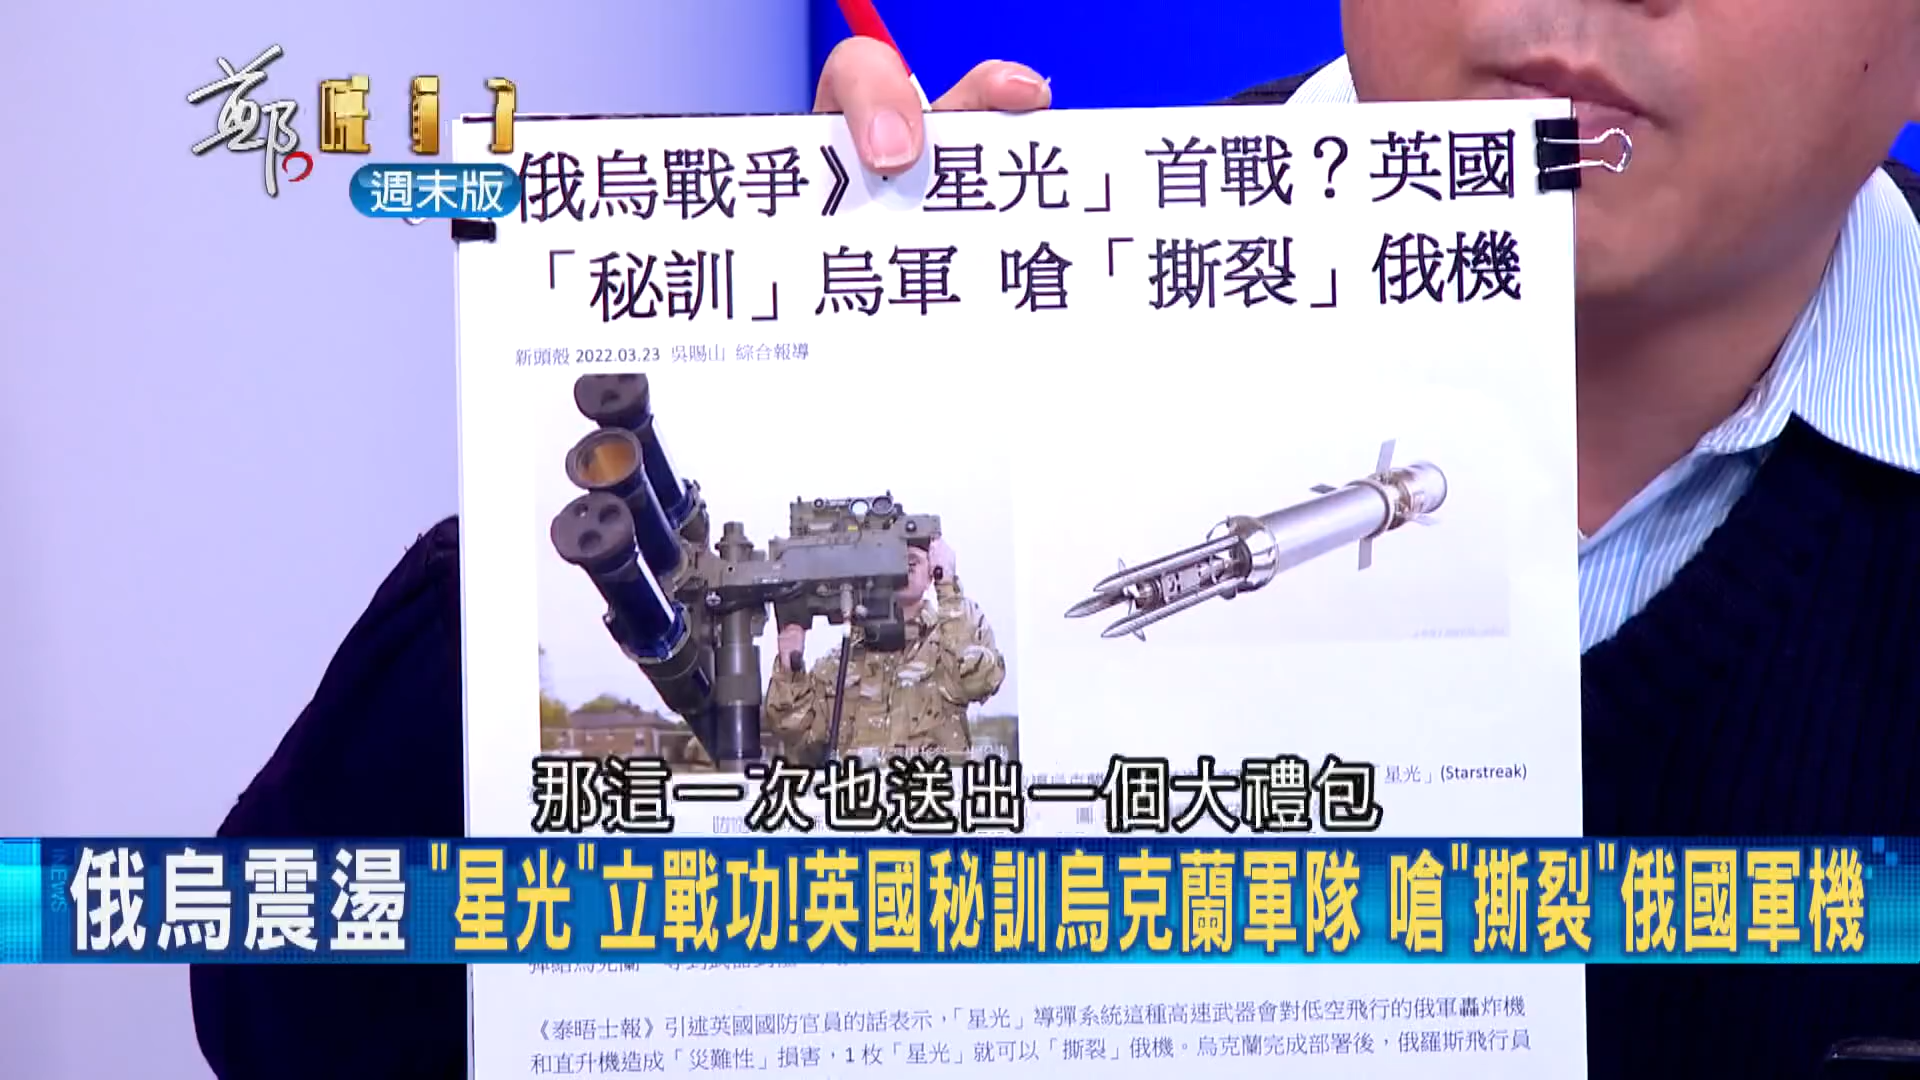 鄭
週末版
俄烏戰爭》 星光」首戰？英國
「秘訓」烏軍 嗆「撕裂」俄機
新頭殼 2022.03.23 吳賜山 綜合報導
「星光」(Starstreak)
那這一次也送出一個大禮包
INEWS
俄烏震盪 "星光"立戰功!英國秘訓烏克蘭軍隊 嗆"撕裂"俄國軍機
《泰晤士報》引述英國國防官員的話表示，「星光」導彈系統這種高速武器會對低空飛行的俄軍轟炸機
和直升機造成「災難性」損害，1 枚「星光」就可以「撕裂」俄機。烏克蘭完成部署後，俄羅斯飛行員